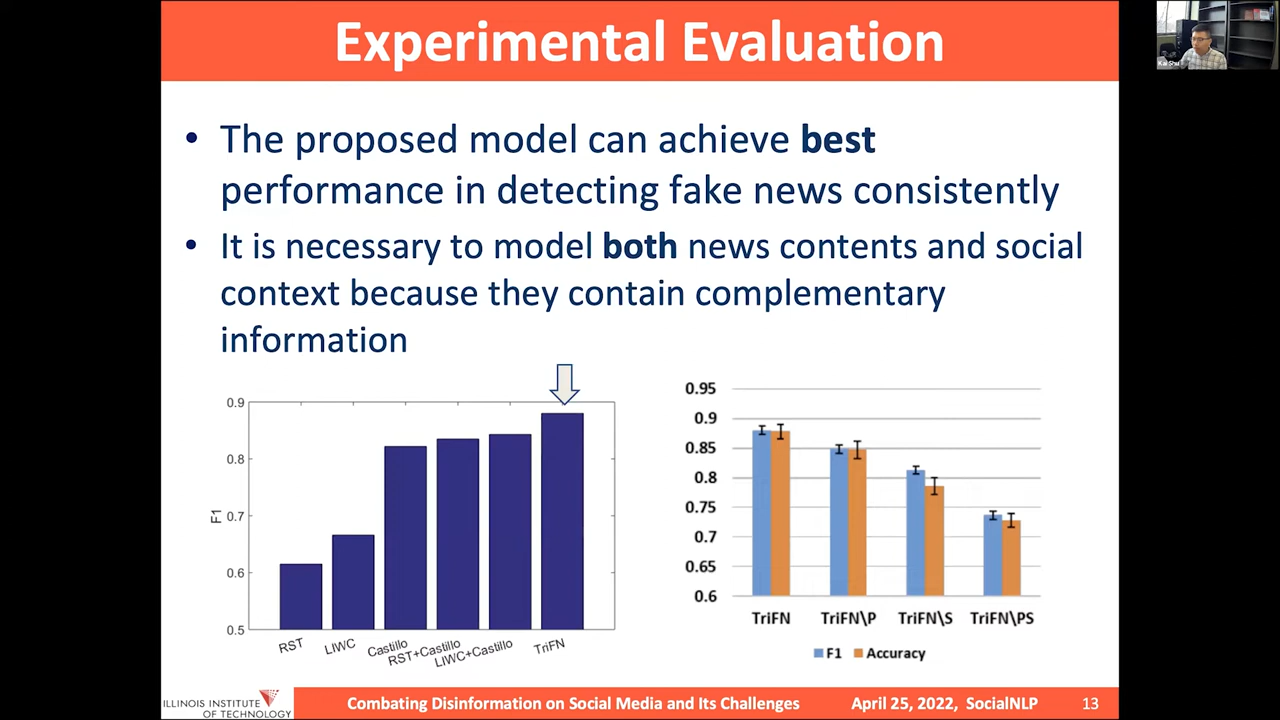 Experimental Evaluation
Kai Shu
• The proposed model can achieve best
performance in detecting fake news consistently
• It is necessary to model both news contents and social
context because they contain complementary
information
0.9
0.8
0.7
0.6
0.5
F1
RST
LIWC
Castillo
RST+Castillo
LIWC+Castillo
TriFN
0.95
0.9
0.85
0.8
0.75
0.7
0.65
0.6
TriFN
TriFN\P
TriFN\S
TriFN\PS
F1
Accuracy
ILLINOIS INSTITUTE
OF TECHNOLOGY
Combating Disinformation on Social Media and Its Challenges
April 25, 2022, SocialNLP
13